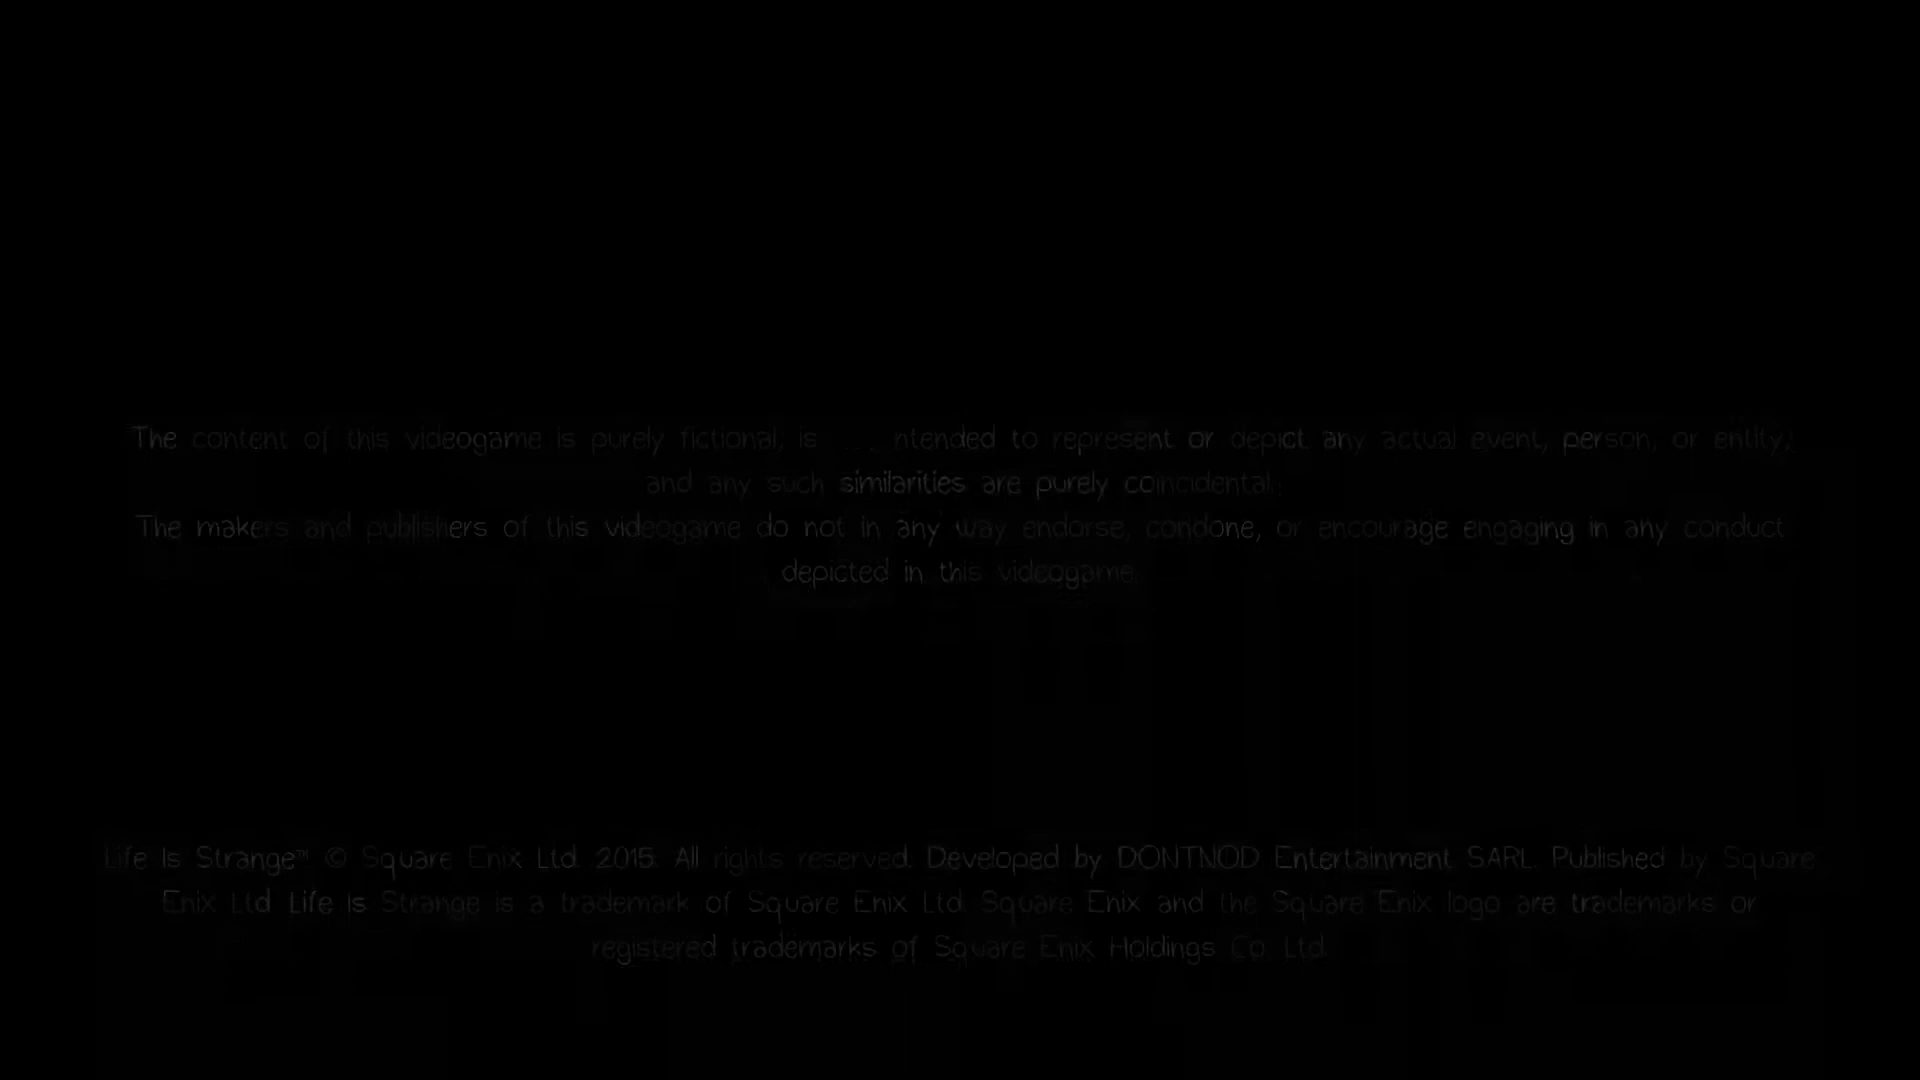 The content of this videogame is purely fictional, is intended to represent or depict any actual event, person, or entity,
and any such similarities are purely coincidental.
The makers and publishers of this videogame do not in any way endorse, condone, or encourage engaging in any conduct
depicted in this videogame.
Life Is Strange™ © Square Enix Ltd. 2015. All rights reserved. Developed by DONTNOD Entertainment SARL. Published by Square
Enix Ltd. Life Is Strange is a trademark of Square Enix Ltd. Square Enix and the Square Enix logo are trademarks or
registered trademarks of Square Enix Holdings Co. Ltd.